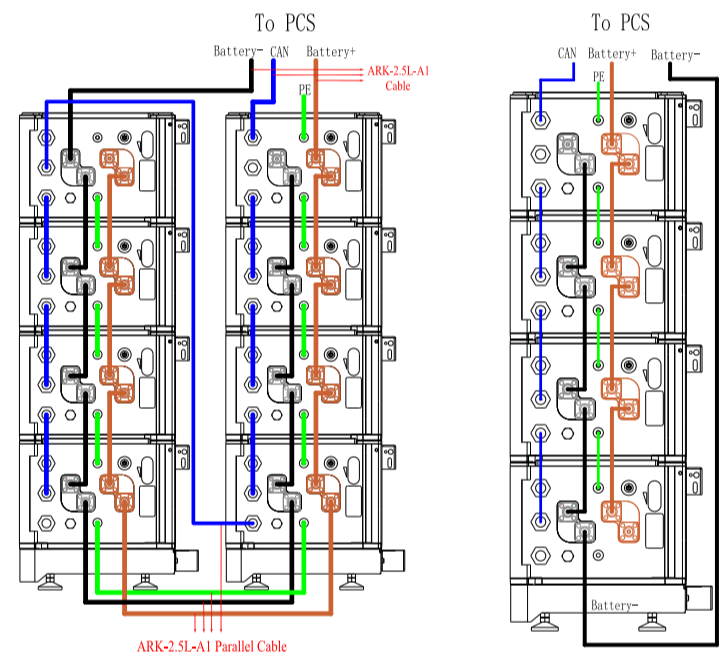 To PCS
Battery- CAN Battery+
ARK-2.5L-A1
Cable
PE
ARK-2.5L-A1 Parallel Cable
To PCS
CAN Battery+ Battery-
PE
Battery-